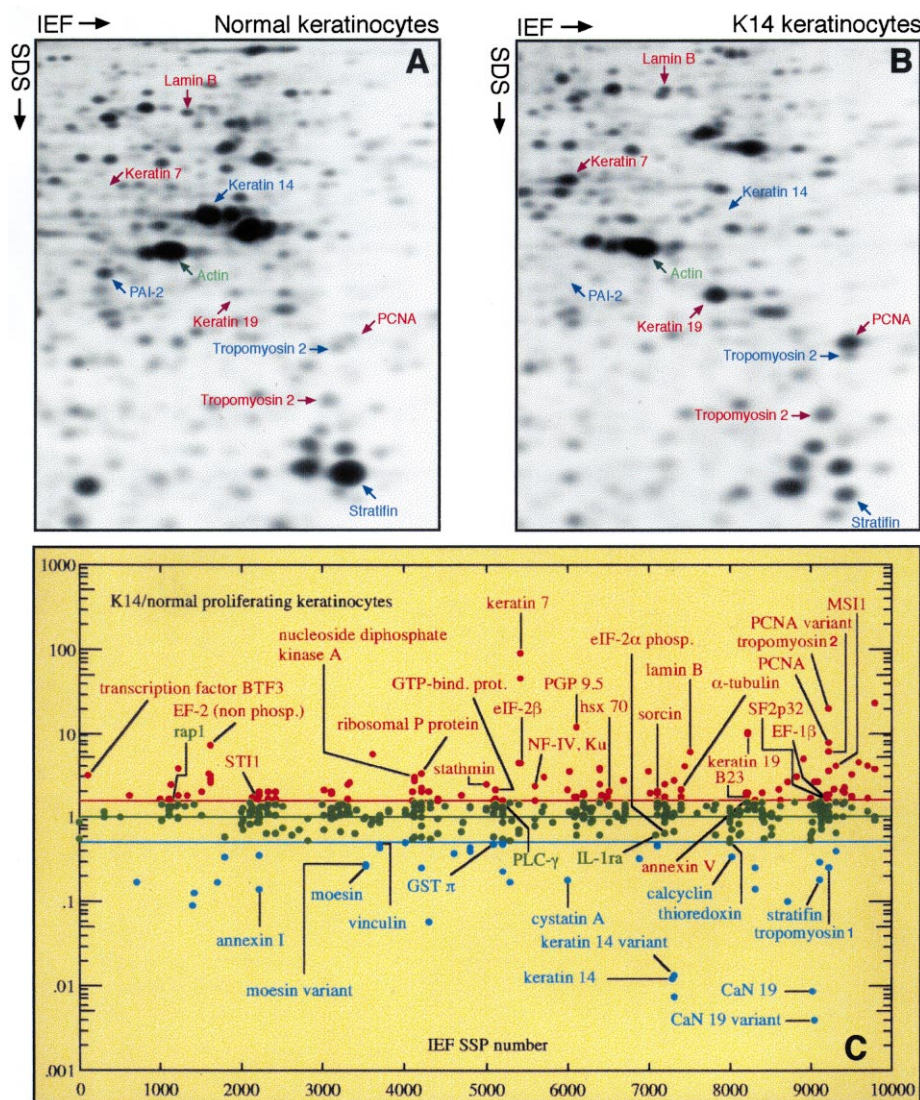 IEF → Normal keratinocytes
SDS →
A
Lamin B
Keratin 7
Keratin 14
Actin
PAI-2
Keratin 19
PCNA
Tropomyosin 2
Tropomyosin 2
Stratifin
IEF → K14 keratinocytes
SDS →
B
Lamin B
Keratin 7
Keratin 14
Actin
PAI-2
Keratin 19
PCNA
Tropomyosin 2
Tropomyosin 2
Stratifin
1000
100
10
1
.1
.01
.001
K14/normal proliferating keratinocytes
keratin 7
MSI1
nucleoside diphosphate
kinase A
eIF-2α phosp.
PCNA variant
tropomyosin 2
transcription factor BTF3
GTP-bind. prot.
PGP 9.5
lamin B
PCNA
α-tubulin
EF-2 (non phosp.)
ribosomal P protein
eIF-2β
hsx 70
sorcin
SF2p32
rap1
EF-1β
STI1
stathmin
NF-IV, Ku
keratin 19
B23
PLC-γ
IL-1ra
annexin V
moesin
GST π
calcyclin
vinculin
cystatin A
thioredoxin
stratifin
annexin I
tropomyosin 1
keratin 14 variant
moesin variant
keratin 14
CaN 19
CaN 19 variant
IEF SSP number
C
0 1000 2000 3000 4000 5000 6000 7000 8000 9000 10000